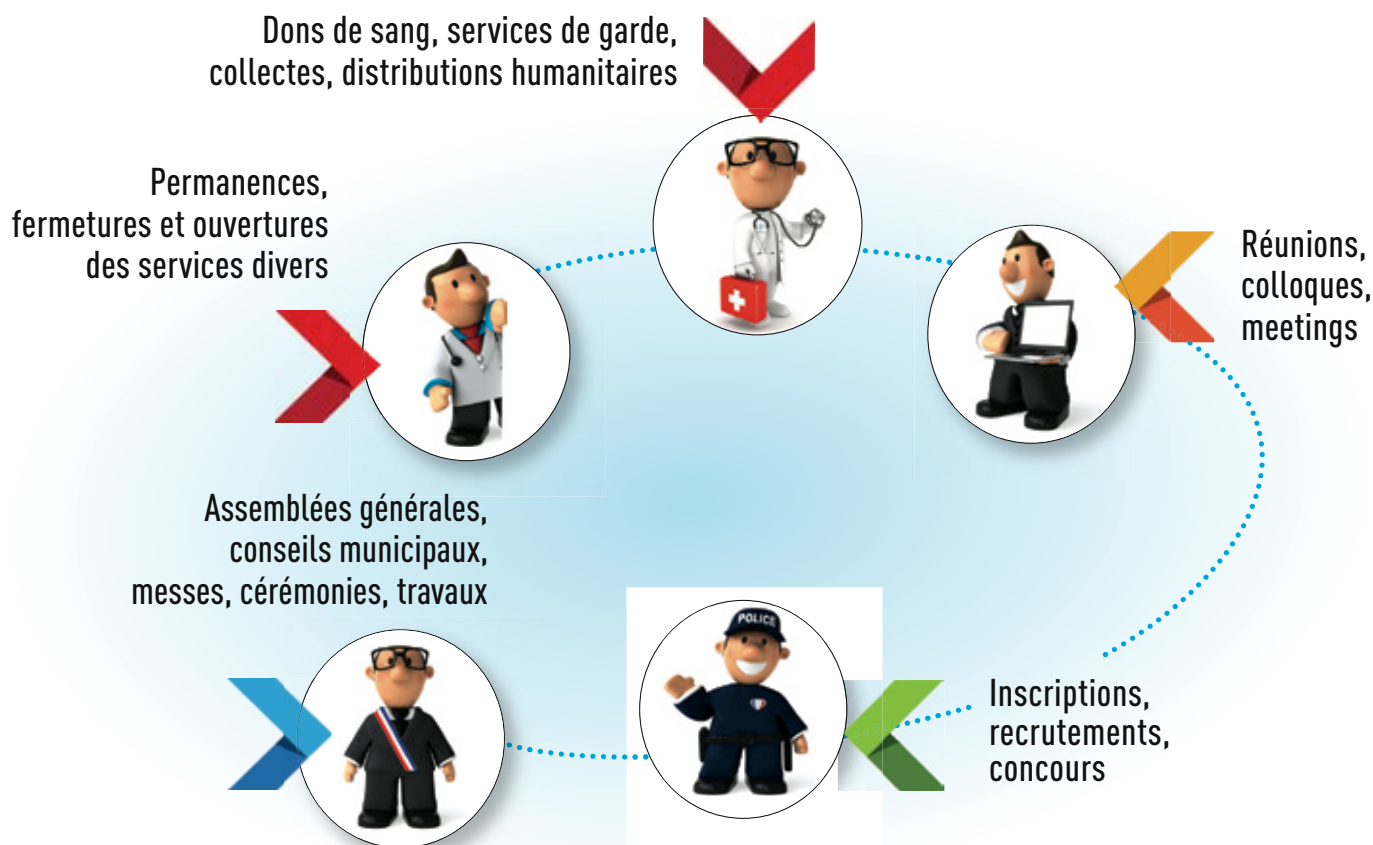 Dons de sang, services de garde,
collectes, distributions humanitaires
Permanences,
fermetures et ouvertures
des services divers
Réunions,
colloques,
meetings
Assemblées générales,
conseils municipaux,
messes, cérémonies, travaux
POLICE
Inscriptions,
recrutements,
concours